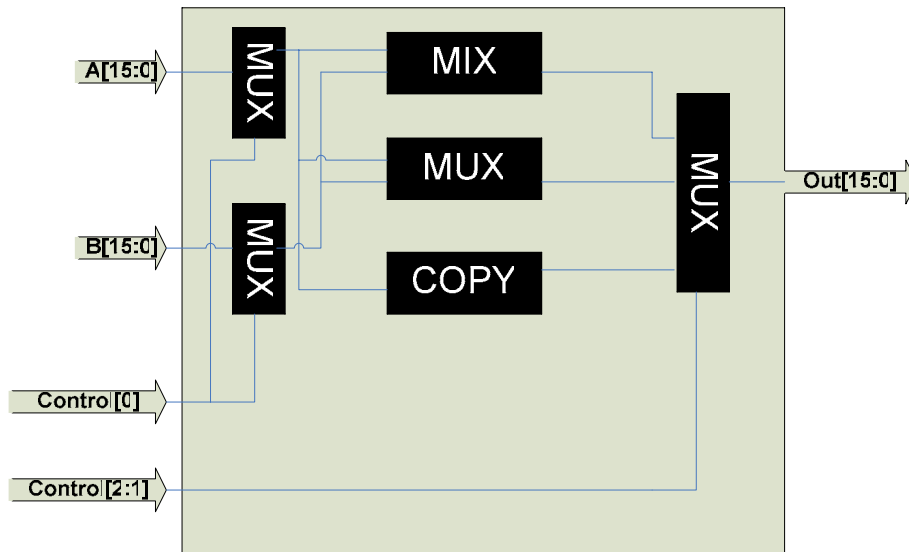 A[15:0]
MUX
MIX
MUX
MUX
Out[15:0]
B[15:0]
MUX
COPY
Control[0]
Control[2:1]